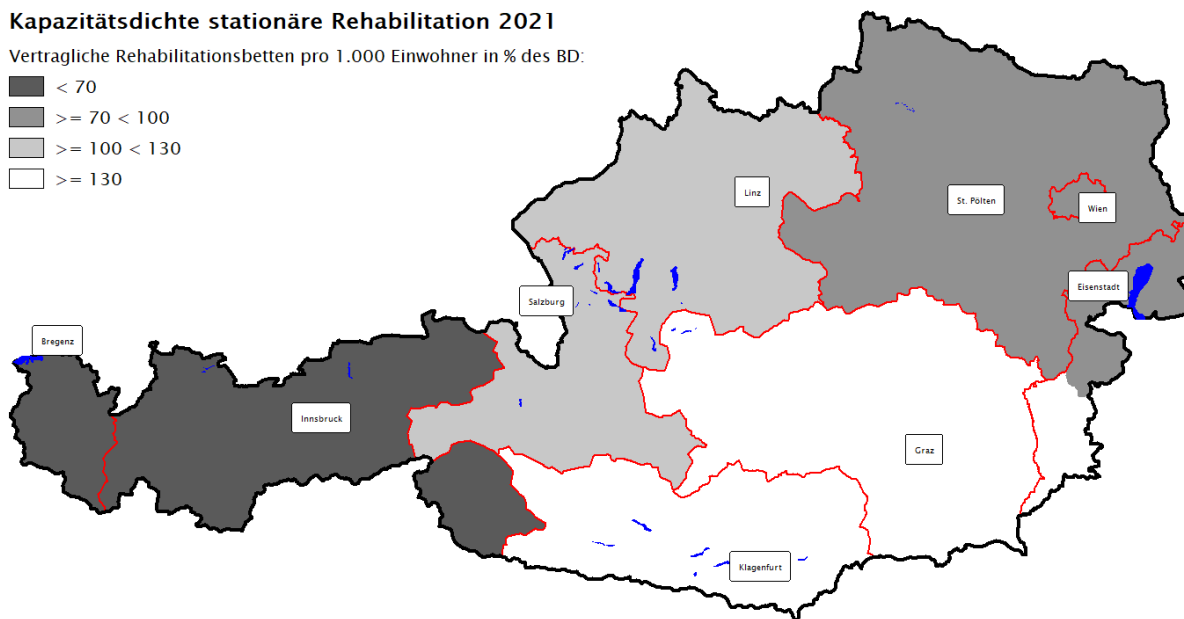 Kapazitätsdichte stationäre Rehabilitation 2021
Vertragliche Rehabilitationsbetten pro 1.000 Einwohner in % des BD:
< 70
>= 70 < 100
>= 100 < 130
>= 130
Linz
St. Pölten
Wien
Eisenstadt
Salzburg
Bregenz
Innsbruck
Graz
Klagenfurt